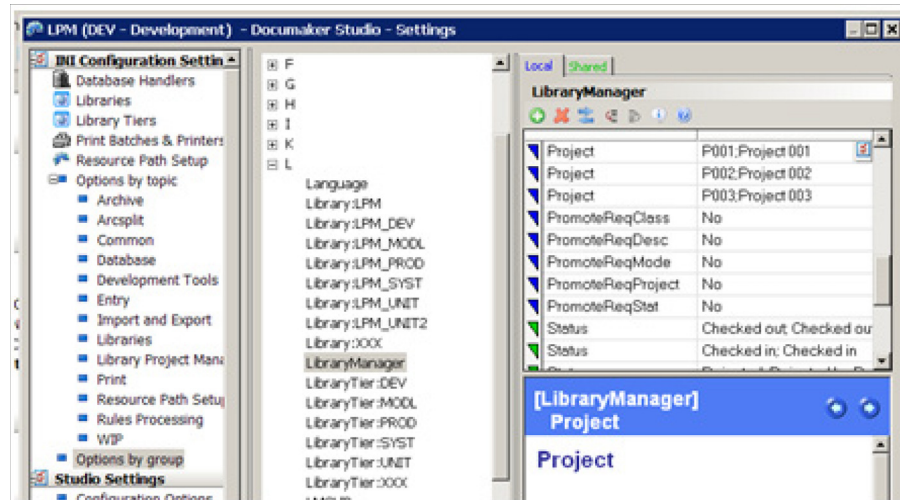 LPM (DEV - Development) - Documaker Studio - Settings
INI Configuration Settin
Database Handlers
Libraries
Library Tiers
Print Batches & Printers
Resource Path Setup
Options by topic
Archive
Arcsplit
Common
Database
Development Tools
Entry
Import and Export
Libraries
Library Project Mana
Print
Resource Path Setu
Rules Processing
WIP
Options by group
Studio Settings
Configuration Options
F
G
H
I
K
L
Language
Library:LPM
Library:LPM_DEV
Library:LPM_MODL
Library:LPM_PROD
Library:LPM_SYST
Library:LPM_UNIT
Library:LPM_UNIT2
Library:XXX
LibraryManager
LibraryTier:DEV
LibraryTier:MODL
LibraryTier:PROD
LibraryTier:SYST
LibraryTier:UNIT
LibraryTier:XXX
Local Shared
LibraryManager
Project P001;Project 001
Project P002;Project 002
Project P003;Project 003
PromoteReqClass No
PromoteReqDesc No
PromoteReqMode No
PromoteReqProject No
PromoteReqStat No
Status Checked out; Checked ou
Status Checked in; Checked in
[LibraryManager]
Project
Project